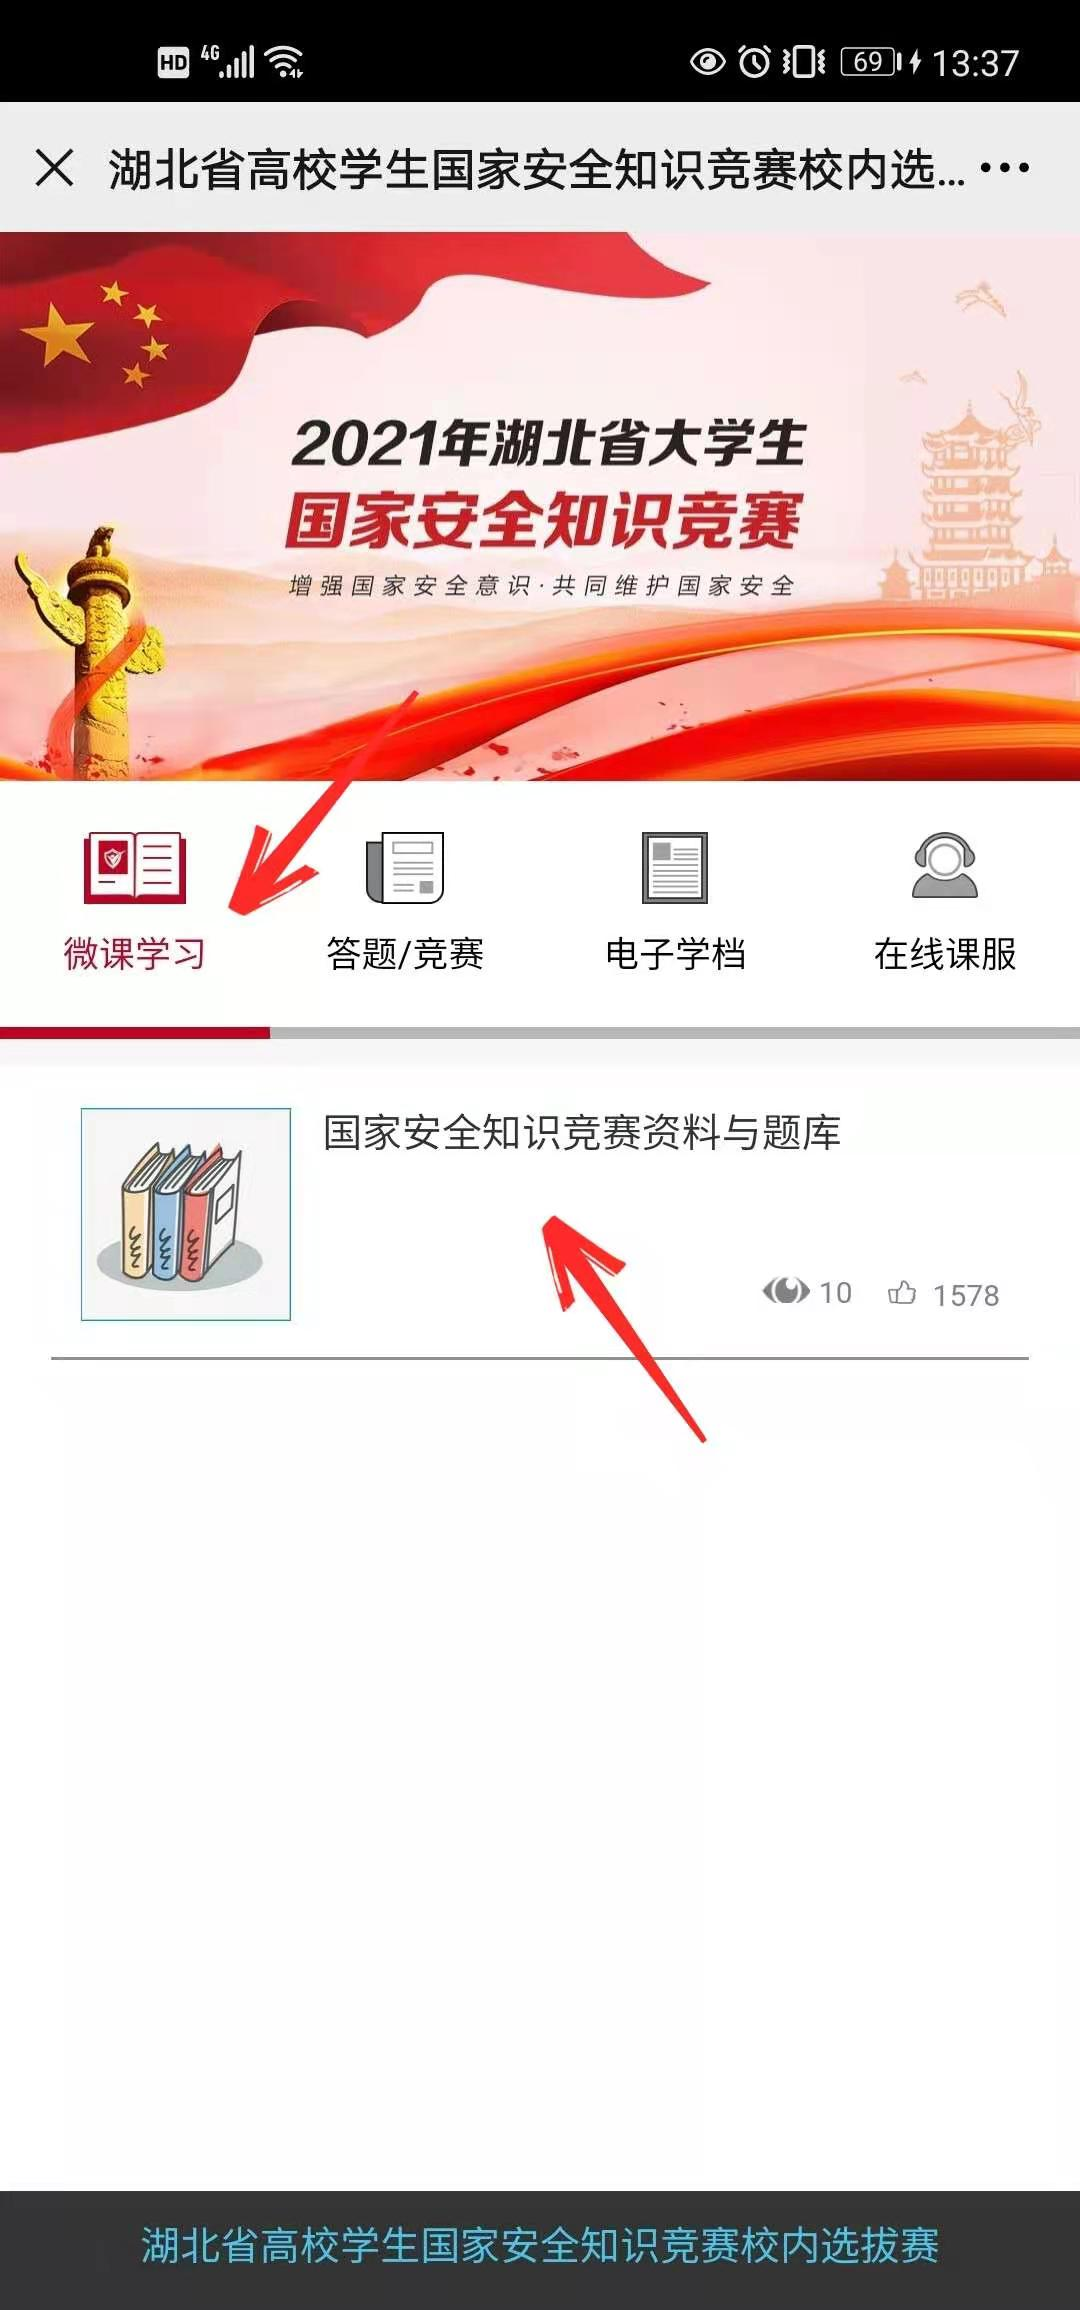 HD 4G 69 13:37
湖北省高校学生国家安全知识竞赛校内选...
2021年湖北省大学生
国家安全知识竞赛
增强国家安全意识·共同维护国家安全
微课学习 答题/竞赛 电子学档 在线课服
国家安全知识竞赛资料与题库
10 1578
湖北省高校学生国家安全知识竞赛校内选拔赛